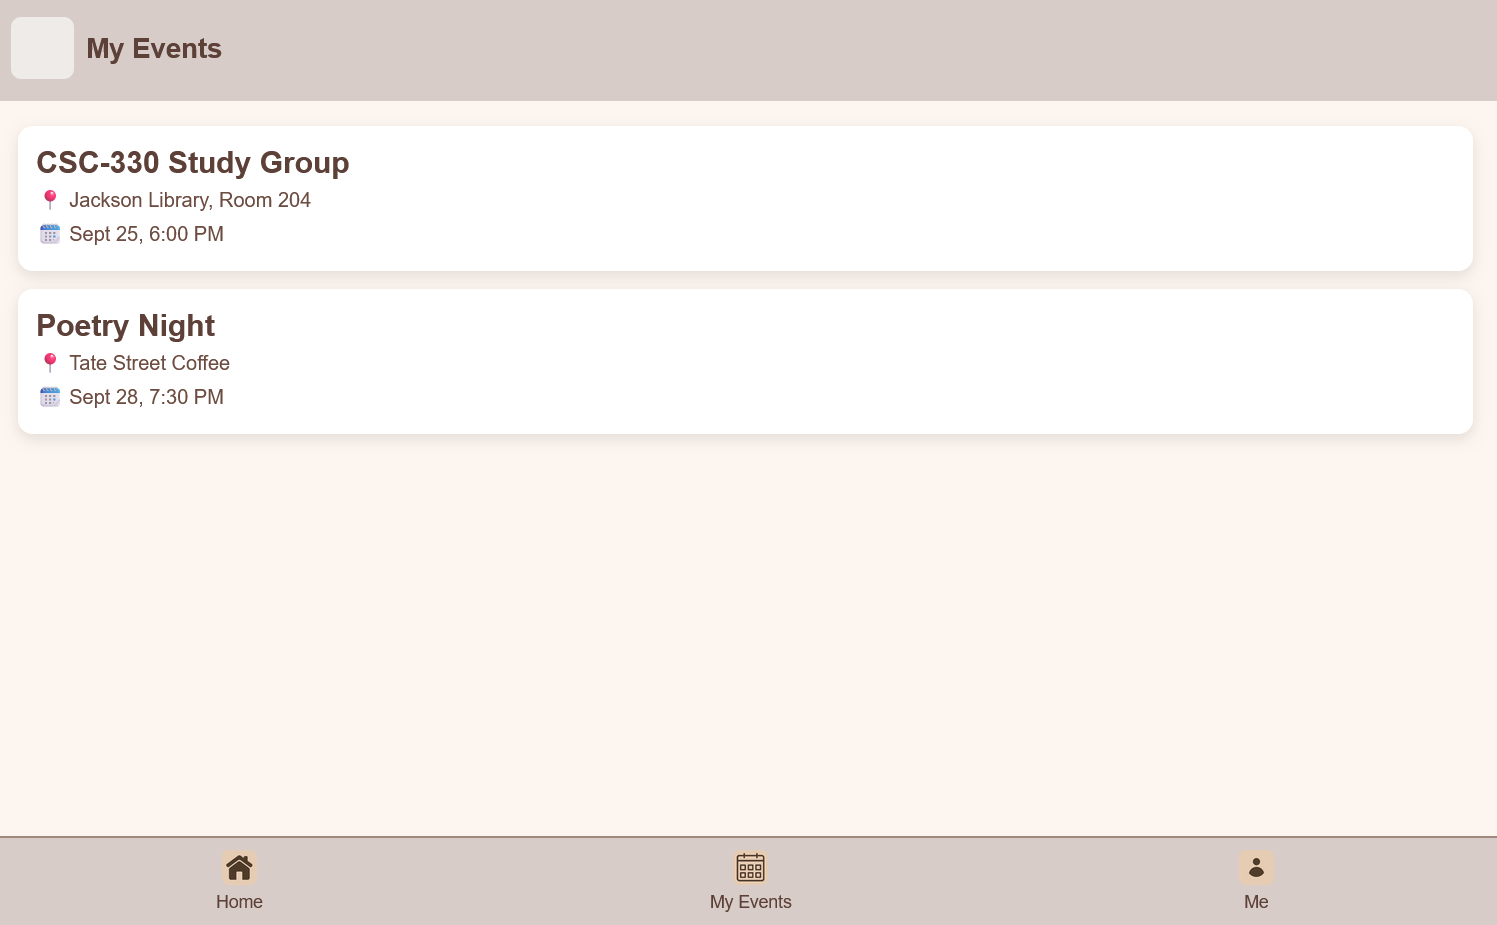 My Events
CSC-330 Study Group
Jackson Library, Room 204
Sept 25, 6:00 PM
Poetry Night
Tate Street Coffee
Sept 28, 7:30 PM
Home
My Events
Me